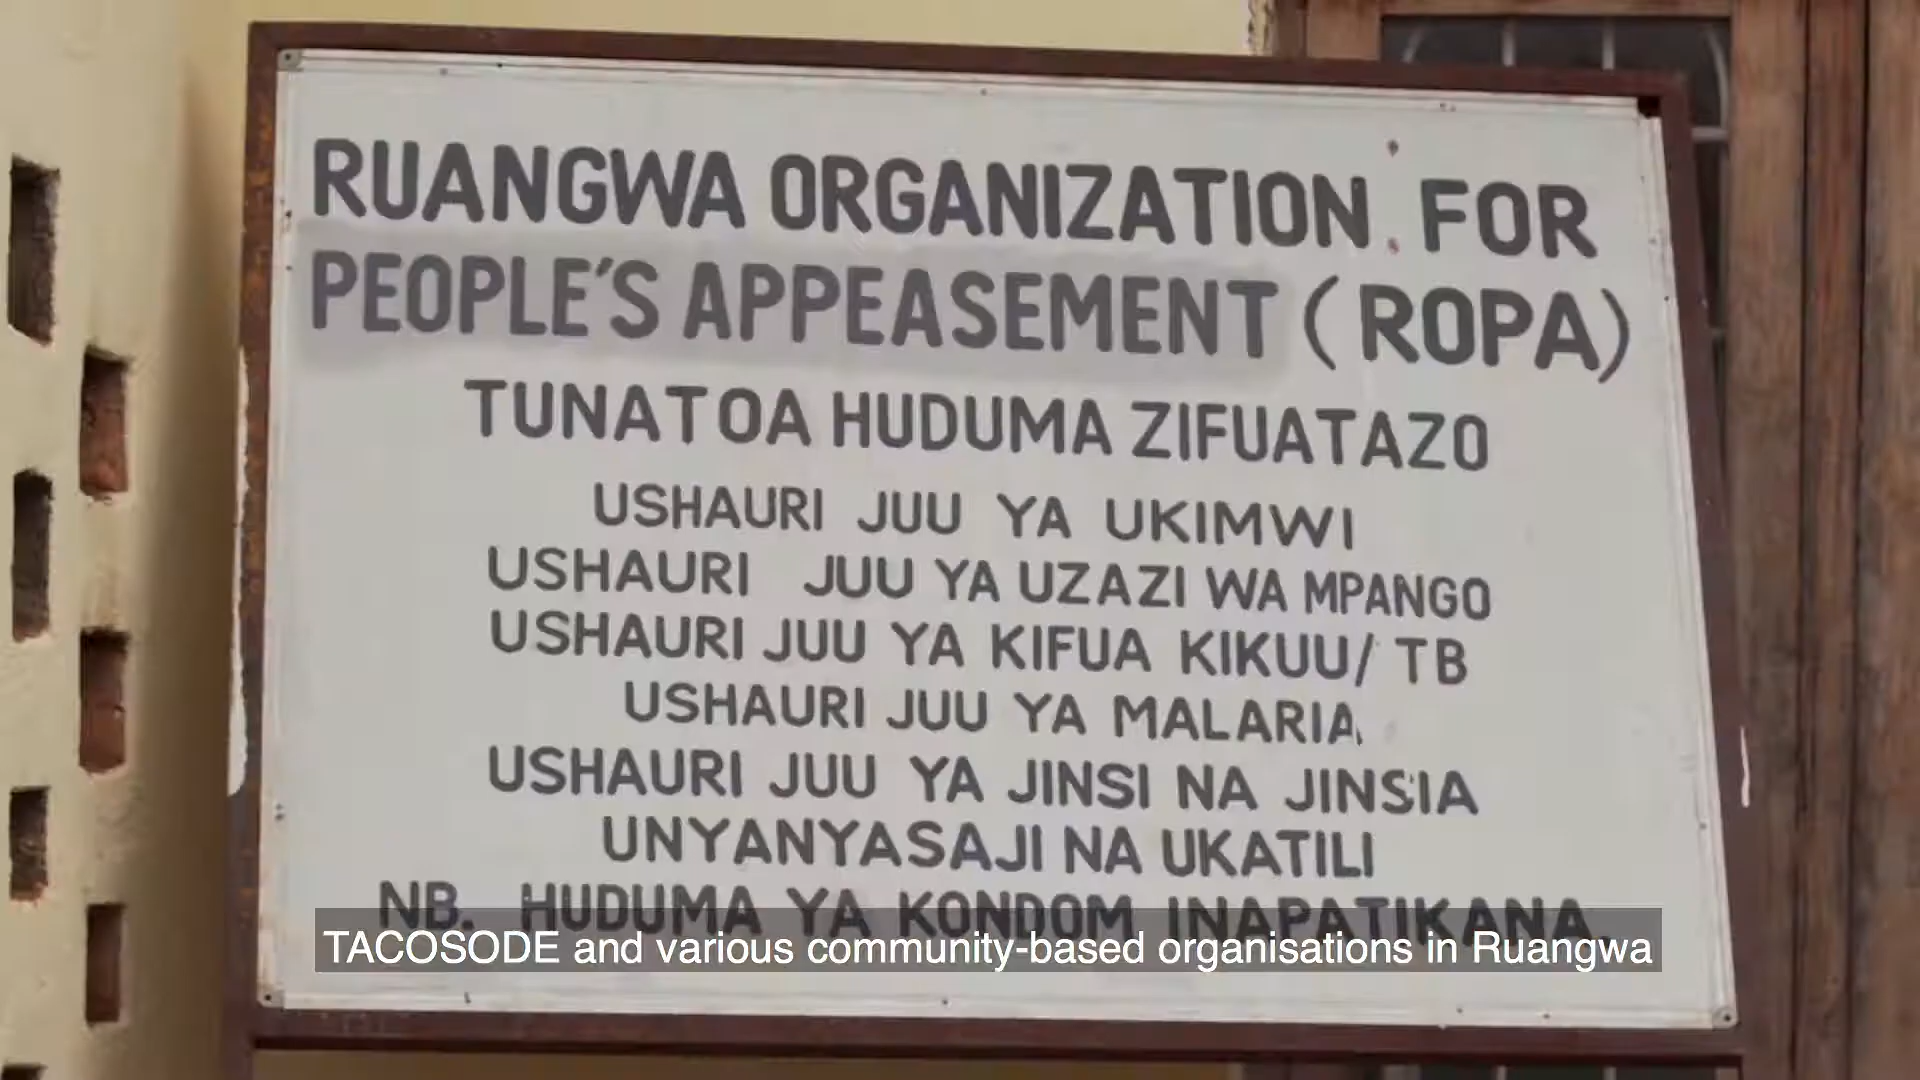 RUANGWA ORGANIZATION FOR
PEOPLE'S APPEASEMENT (ROPA)
TUNATOA HUDUMA ZIFUATAZO
USHAURI JUU YA UKIMWI
USHAURI JUU YA UZAZI WA MPANGO
USHAURI JUU YA KIFUA KIKUU/ TB
USHAURI JUU YA MALARIA
USHAURI JUU YA JINSI NA JINSIA
UNYANYASAJI NA UKATILI
NB. HUDUMA YA KONDOM INAPATIKANA.
TACOSODE and various community-based organisations in Ruangwa